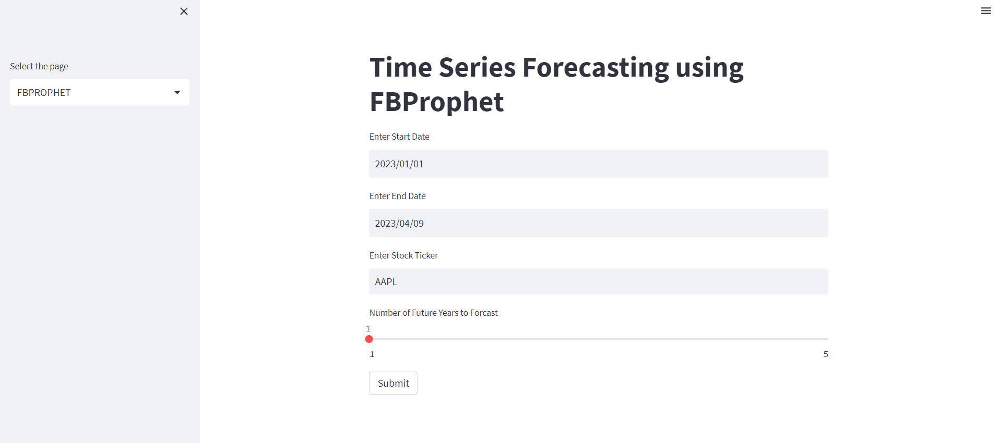 Select the page
FBPROPHET
Time Series Forecasting using
FBProphet
Enter Start Date
2023/01/01
Enter End Date
2023/04/09
Enter Stock Ticker
AAPL
Number of Future Years to Forcast
1
1 5
Submit